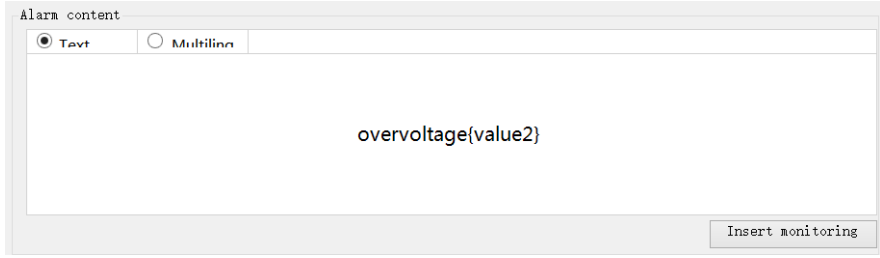 Alarm content
Text Multiling
overvoltage{value2}
Insert monitoring